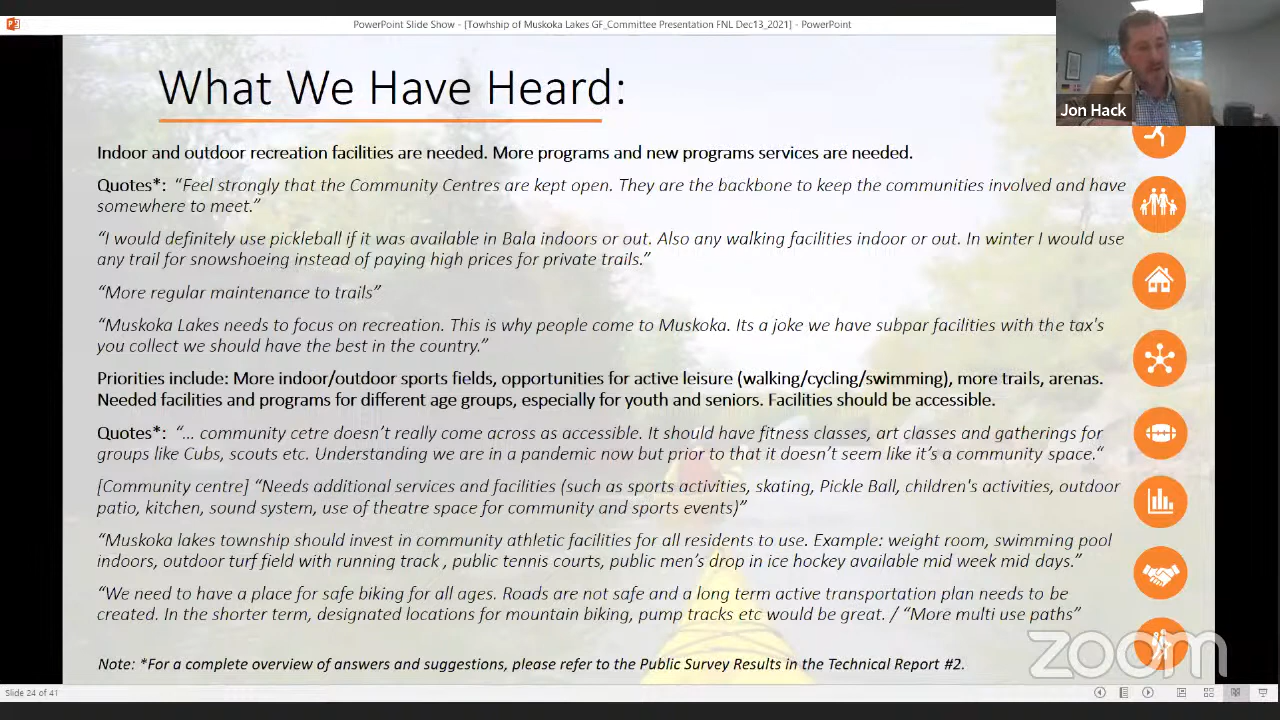 PowerPoint Slide Show - [Towhship of Muskoka Lakes GF_Committee Presentation FNL Dec13_2021] - PowerPoint
Jon Hack
What We Have Heard:
Indoor and outdoor recreation facilities are needed. More programs and new programs services are needed.
Quotes*: “Feel strongly that the Community Centres are kept open. They are the backbone to keep the communities involved and have
somewhere to meet.”
“I would definitely use pickleball if it was available in Bala indoors or out. Also any walking facilities indoor or out. In winter I would use
any trail for snowshoeing instead of paying high prices for private trails.”
“More regular maintenance to trails”
“Muskoka Lakes needs to focus on recreation. This is why people come to Muskoka. Its a joke we have subpar facilities with the tax's
you collect we should have the best in the country.”
Priorities include: More indoor/outdoor sports fields, opportunities for active leisure (walking/cycling/swimming), more trails, arenas.
Needed facilities and programs for different age groups, especially for youth and seniors. Facilities should be accessible.
Quotes*: “... community cetre doesn’t really come across as accessible. It should have fitness classes, art classes and gatherings for
groups like Cubs, scouts etc. Understanding we are in a pandemic now but prior to that it doesn’t seem like it’s a community space.“
[Community centre] “Needs additional services and facilities (such as sports activities, skating, Pickle Ball, children's activities, outdoor
patio, kitchen, sound system, use of theatre space for community and sports events)”
“Muskoka lakes township should invest in community athletic facilities for all residents to use. Example: weight room, swimming pool
indoors, outdoor turf field with running track , public tennis courts, public men’s drop in ice hockey available mid week mid days.”
“We need to have a place for safe biking for all ages. Roads are not safe and a long term active transportation plan needs to be
created. In the shorter term, designated locations for mountain biking, pump tracks etc would be great. / “More multi use paths”
Note: *For a complete overview of answers and suggestions, please refer to the Public Survey Results in the Technical Report #2.
zoom
Slide 24 of 41